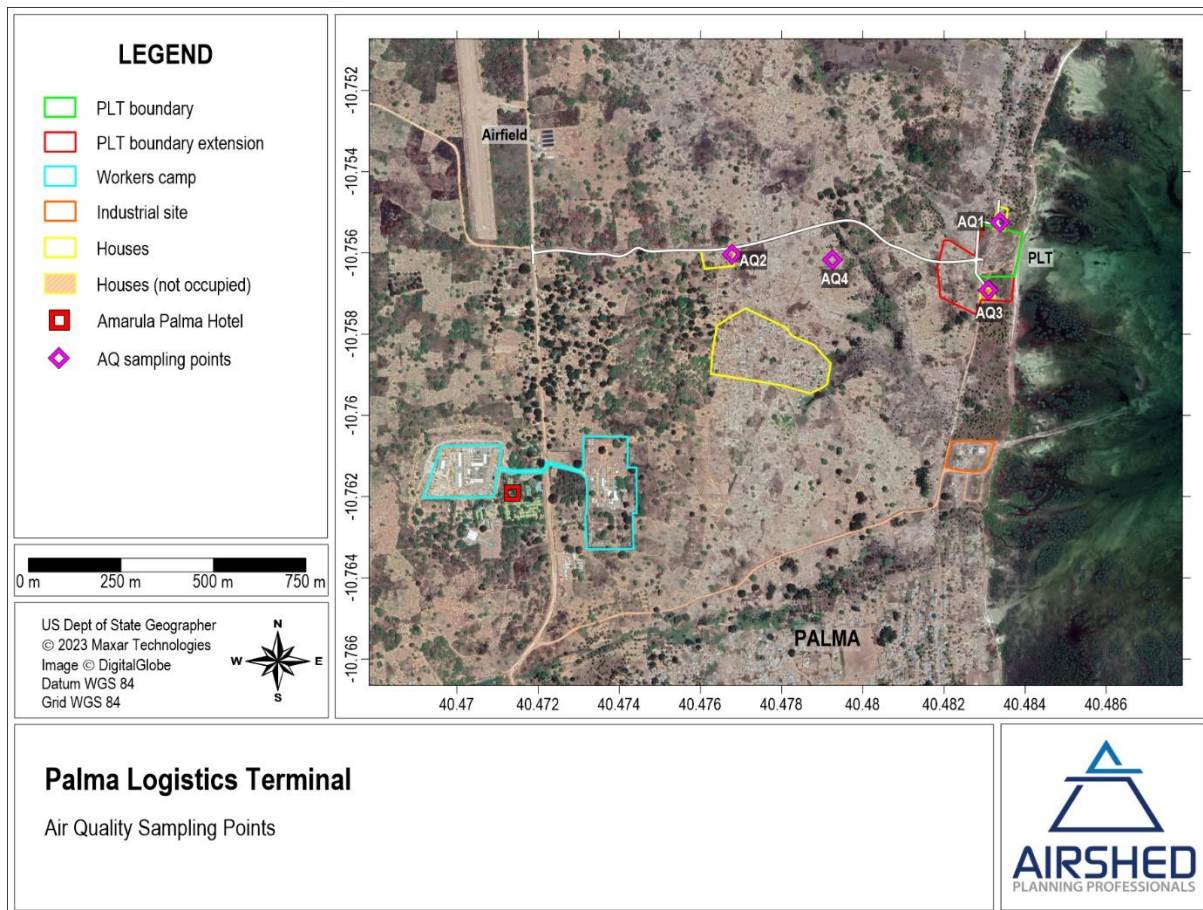 LEGEND
PLT boundary
PLT boundary extension
Workers camp
Industrial site
Houses
Houses (not occupied)
Amarula Palma Hotel
AQ sampling points
0 m 250 m 500 m 750 m
US Dept of State Geographer
© 2023 Maxar Technologies
Image © DigitalGlobe
Datum WGS 84
Grid WGS 84
N
W E
S
-10.752
-10.754
-10.756
-10.758
-10.76
-10.762
-10.764
-10.766
Airfield
AQ1
AQ2
AQ4
PLT
AQ3
PALMA
40.47 40.472 40.474 40.476 40.478 40.48 40.482 40.484 40.486
Palma Logistics Terminal
Air Quality Sampling Points
AIRSHED
PLANNING PROFESSIONALS